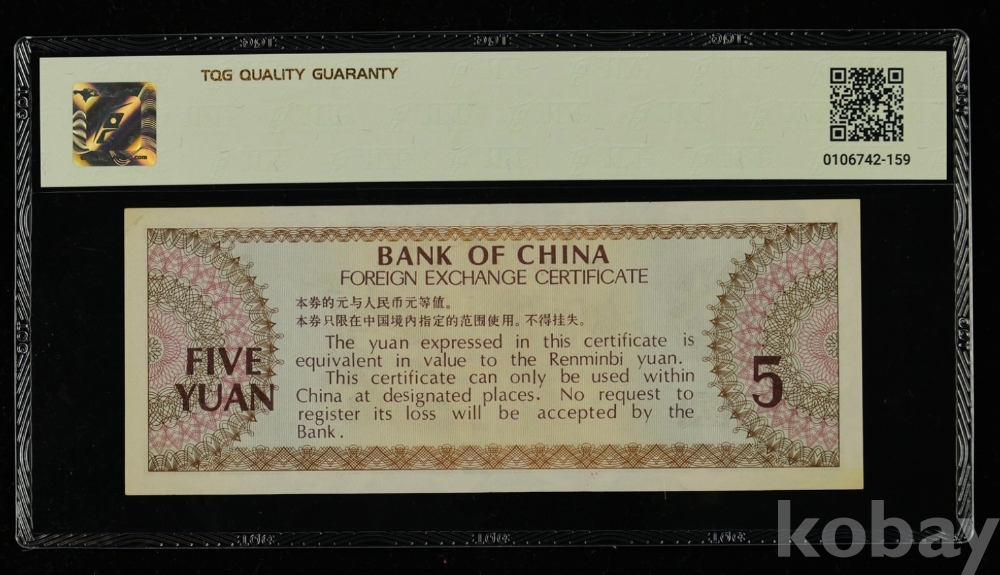 TQG QUALITY GUARANTY
0106742-159
BANK OF CHINA
FOREIGN EXCHANGE CERTIFICATE
本券的元与人民币元等值。
本券只限在中国境内指定的范围使用。不得挂失。
The yuan expressed in this certificate is
equivalent in value to the Renminbi yuan.
This certificate can only be used within
China at designated places. No request to
register its loss will be accepted by the
Bank.
FIVE
YUAN
5
kobay